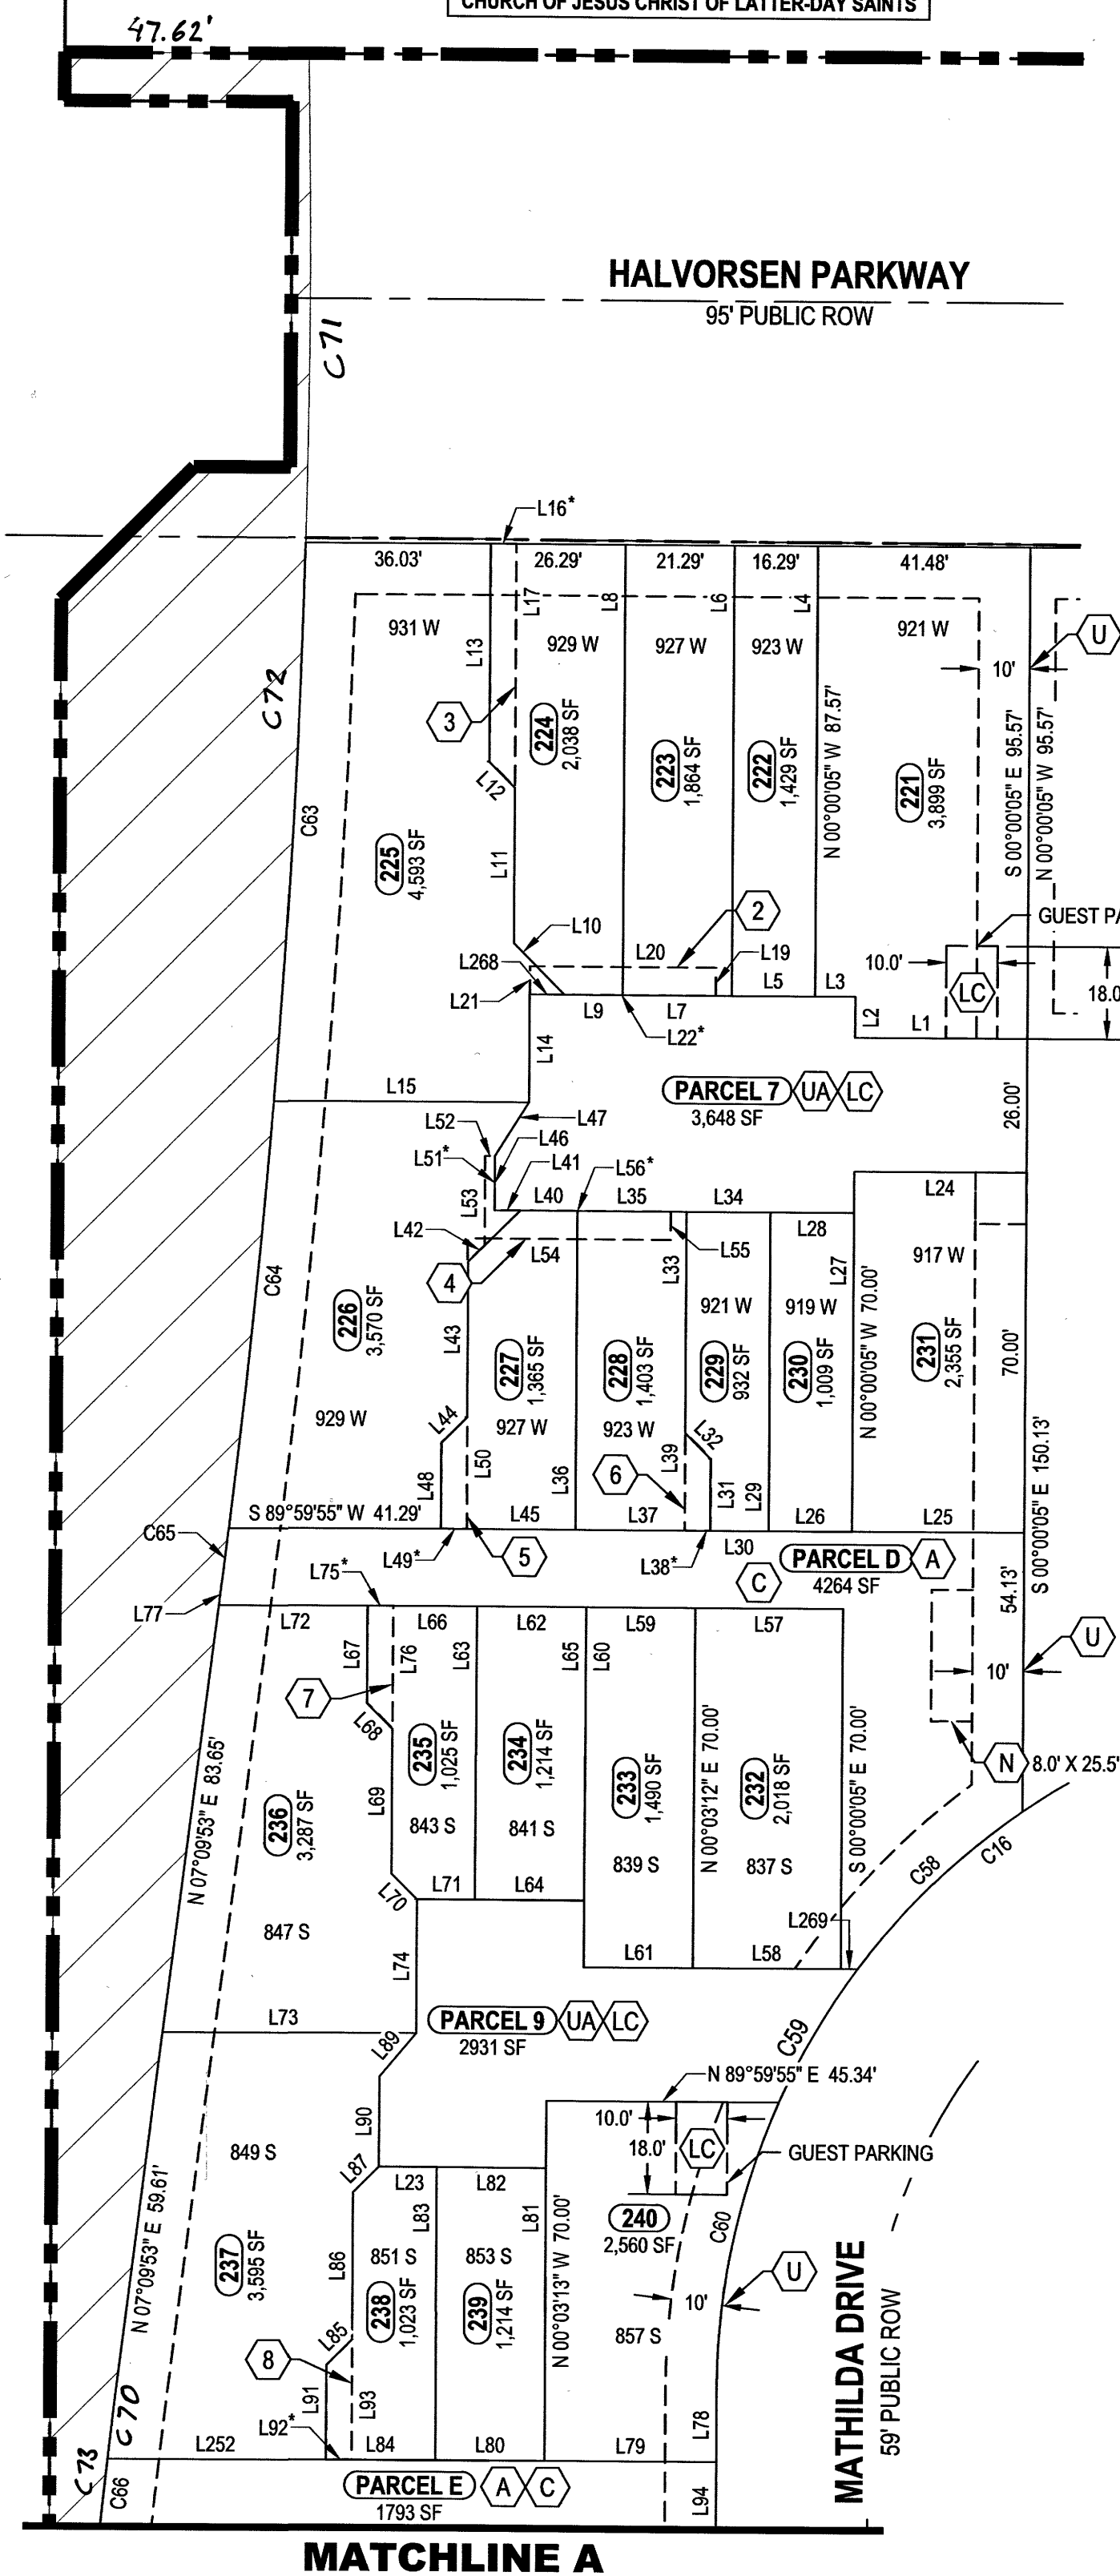 CHURCH OF JESUS CHRIST OF LATTER-DAY SAINTS
47.62'
HALVORSEN PARKWAY
95' PUBLIC ROW
C71
L16*
36.03'
26.29'
21.29'
16.29'
41.48'
L17
L8
L6
L4
931 W
929 W
927 W
923 W
921 W
L13
10'
U
C72
3
224
2,038 SF
223
1,864 SF
222
1,429 SF
N 00°00'05" W 87.57'
221
3,899 SF
S 00°00'05" E 95.57'
N 00°00'05" W 95.57'
L12
C63
225
4,593 SF
L11
2
GUEST PA
L10
L268
L20
L19
10.0'
LC
18.0
L21
L9
L7
L5
L3
L22*
L2
L1
L14
L15
PARCEL 7
UA
LC
3,648 SF
26.00'
L52
L47
L51*
L46
L41
L56*
L53
L40
L35
L34
L24
L42
L54
L28
L55
4
L33
L27
917 W
C64
226
3,570 SF
921 W
919 W
N 00°00'05" W 70.00'
L43
227
1,365 SF
228
1,403 SF
229
932 SF
230
1,009 SF
231
2,355 SF
70.00'
929 W
L44
927 W
923 W
L32
L48
L50
L36
L39
6
L31
L29
S 00°00'05" E 150.13'
S 89°59'55" W 41.29'
L45
L37
L26
L25
C65
L49*
5
L38*
L30
PARCEL D
A
4264 SF
C
L75*
L77
54.13'
L72
L66
L62
L59
L57
L67
L76
L63
L65
L60
U
10'
7
L68
N
8.0' X 25.5'
N 07°09'53" E 83.65'
236
3,287 SF
L69
235
1,025 SF
234
1,214 SF
233
1,490 SF
N 00°03'12" E 70.00'
232
2,018 SF
S 00°00'05" E 70.00'
843 S
841 S
839 S
837 S
C58
C16
L70
L71
L64
847 S
L269
L74
L61
L58
L73
PARCEL 9
UA
LC
2931 SF
L89
C59
N 89°59'55" E 45.34'
L90
10.0'
18.0'
LC
GUEST PARKING
849 S
L87
L23
L82
L83
L81
N 07°09'53" E 59.61'
237
3,595 SF
L86
851 S
853 S
N 00°03'13" W 70.00'
240
2,560 SF
C60
U
238
1,023 SF
239
1,214 SF
10'
857 S
L85
8
MATHILDA DRIVE
59' PUBLIC ROW
C70
L91
L93
L92*
L78
L252
L84
L80
L79
C73
C66
PARCEL E
A
C
1793 SF
L94
MATCHLINE A